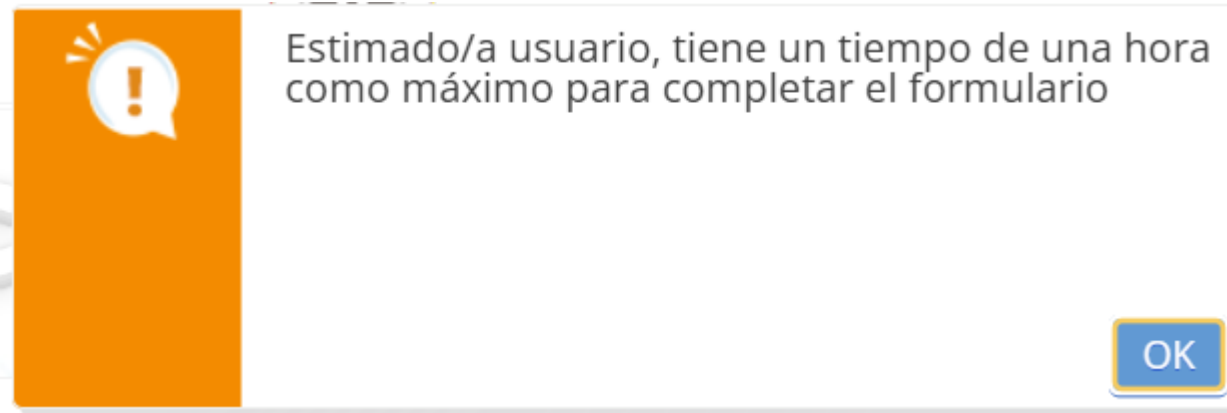 Estimado/a usuario, tiene un tiempo de una hora
como máximo para completar el formulario
OK